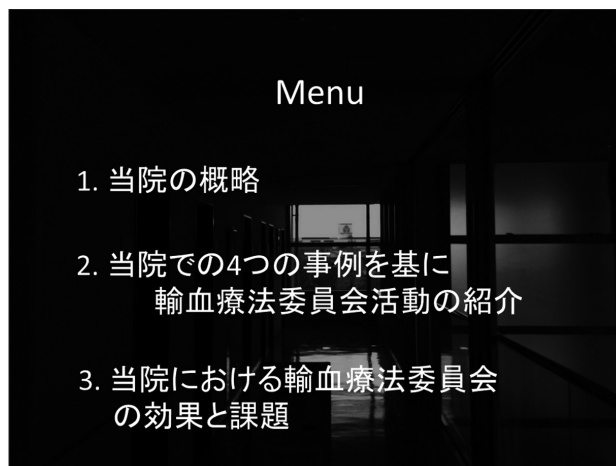 Menu
1. 当院の概略
2. 当院での4つの事例を基に
輸血療法委員会活動の紹介
3. 当院における輸血療法委員会
の効果と課題